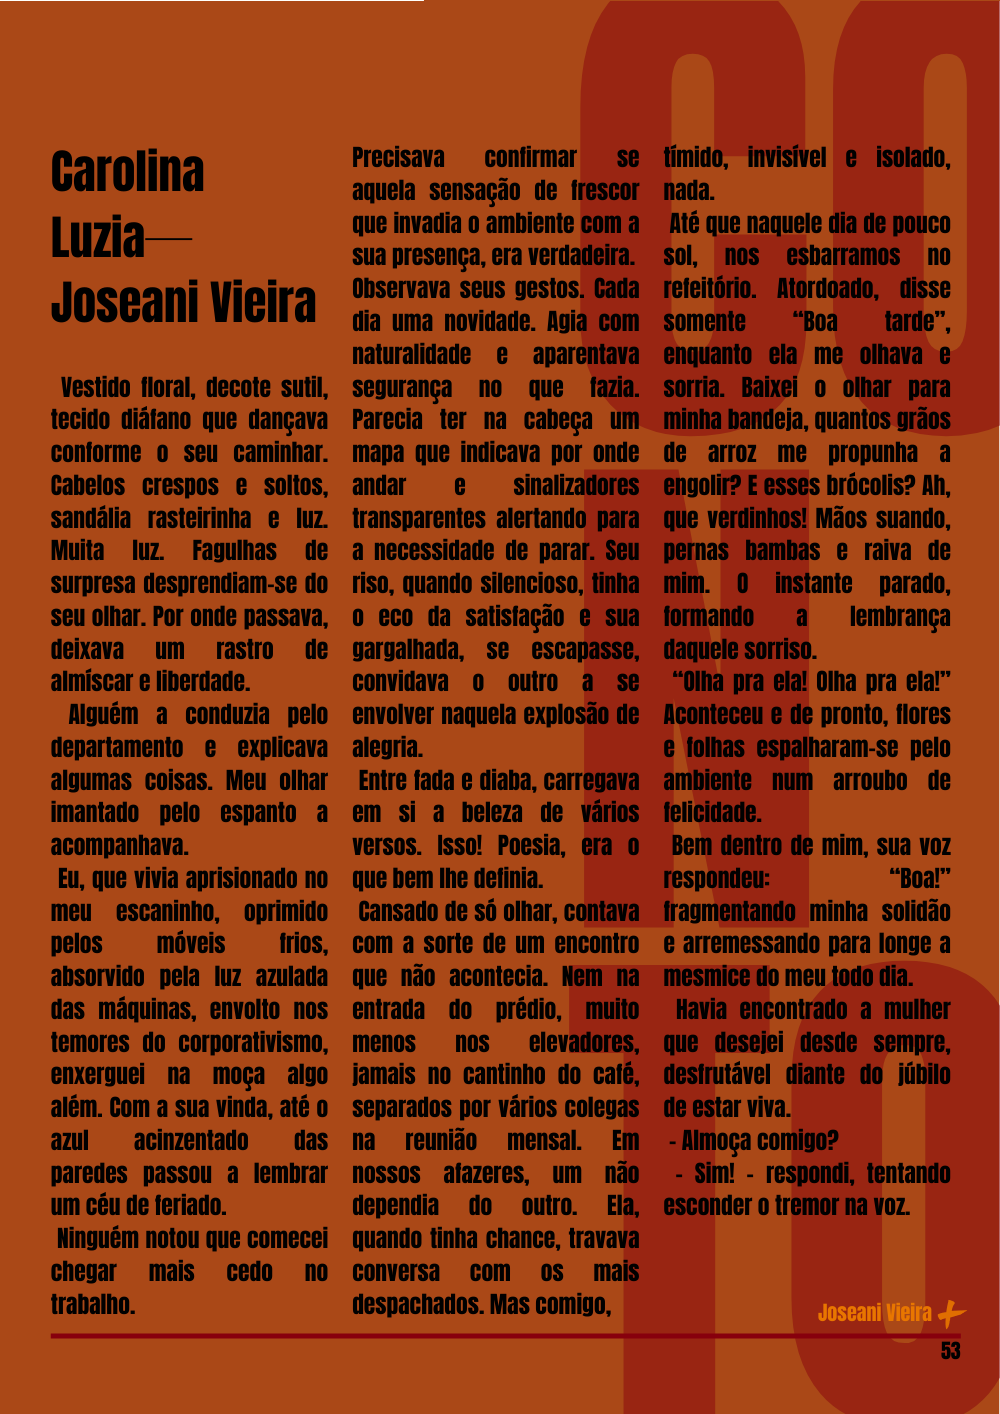 CO
N
TO
Carolina
Luzia—
Joseani Vieira
Vestido floral, decote sutil,
tecido diáfano que dançava
conforme o seu caminhar.
Cabelos crespos e soltos,
sandália rasteirinha e luz.
Muita luz. Fagulhas de
surpresa desprendiam-se do
seu olhar. Por onde passava,
deixava um rastro de
almíscar e liberdade.
Alguém a conduzia pelo
departamento e explicava
algumas coisas. Meu olhar
imantado pelo espanto a
acompanhava.
Eu, que vivia aprisionado no
meu escaninho, oprimido
pelos móveis frios,
absorvido pela luz azulada
das máquinas, envolto nos
temores do corporativismo,
enxerguei na moça algo
além. Com a sua vinda, até o
azul acinzentado das
paredes passou a lembrar
um céu de feriado.
Ninguém notou que comecei
chegar mais cedo no
trabalho.
Precisava confirmar se
aquela sensação de frescor
que invadia o ambiente com a
sua presença, era verdadeira.
Observava seus gestos. Cada
dia uma novidade. Agia com
naturalidade e aparentava
segurança no que fazia.
Parecia ter na cabeça um
mapa que indicava por onde
andar e sinalizadores
transparentes alertando para
a necessidade de parar. Seu
riso, quando silencioso, tinha
o eco da satisfação e sua
gargalhada, se escapasse,
convidava o outro a se
envolver naquela explosão de
alegria.
Entre fada e diaba, carregava
em si a beleza de vários
versos. Isso! Poesia, era o
que bem lhe definia.
Cansado de só olhar, contava
com a sorte de um encontro
que não acontecia. Nem na
entrada do prédio, muito
menos nos elevadores,
jamais no cantinho do café,
separados por vários colegas
na reunião mensal. Em
nossos afazeres, um não
dependia do outro. Ela,
quando tinha chance, travava
conversa com os mais
despachados. Mas comigo,
tímido, invisível e isolado,
nada.
Até que naquele dia de pouco
sol, nos esbarramos no
refeitório. Atordoado, disse
somente “Boa tarde”,
enquanto ela me olhava e
sorria. Baixei o olhar para
minha bandeja, quantos grãos
de arroz me propunha a
engolir? E esses brócolis? Ah,
que verdinhos! Mãos suando,
pernas bambas e raiva de
mim. O instante parado,
formando a lembrança
daquele sorriso.
“Olha pra ela! Olha pra ela!”
Aconteceu e de pronto, flores
e folhas espalharam-se pelo
ambiente num arroubo de
felicidade.
Bem dentro de mim, sua voz
respondeu: “Boa!”
fragmentando minha solidão
e arremessando para longe a
mesmice do meu todo dia.
Havia encontrado a mulher
que desejei desde sempre,
desfrutável diante do júbilo
de estar viva.
- Almoça comigo?
- Sim! - respondi, tentando
esconder o tremor na voz.
Joseani Vieira
53